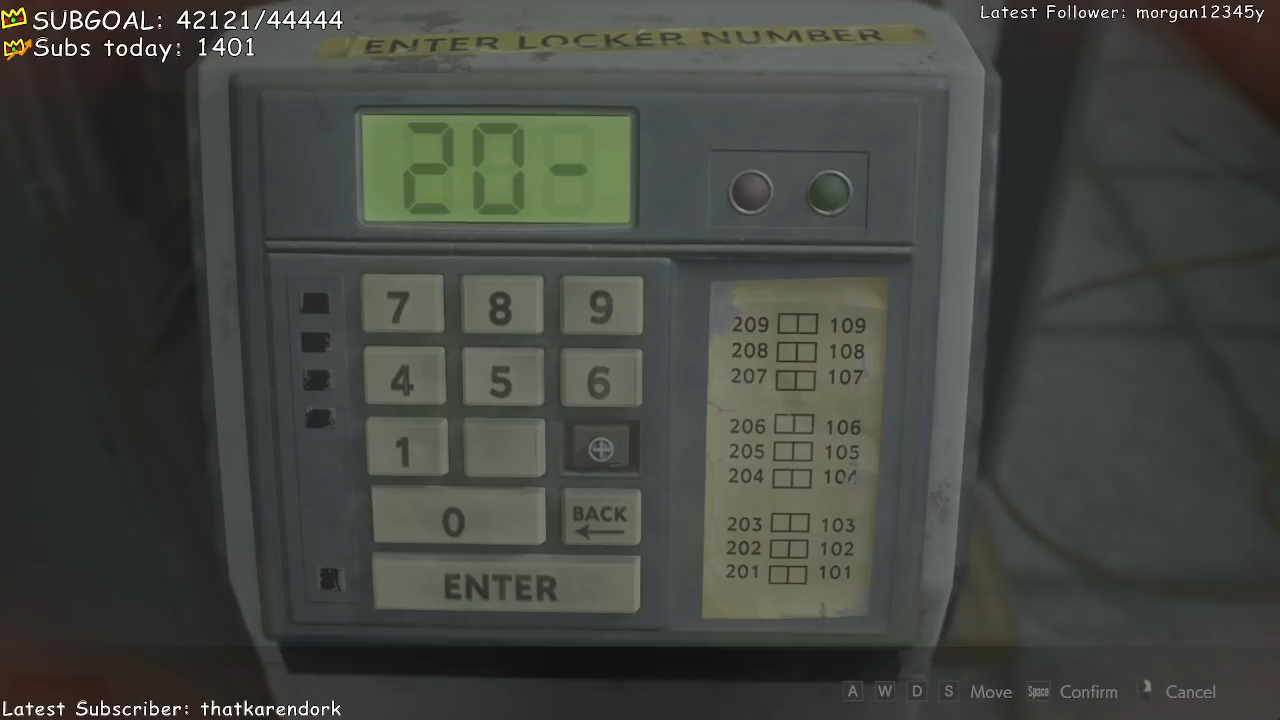 SUBGOAL: 42121/44444
Subs today: 1401
Latest Follower: morgan12345y
ENTER LOCKER NUMBER
20-
7 8 9
4 5 6
1
0 BACK
ENTER
209 109
208 108
207 107
206 106
205 105
204 104
203 103
202 102
201 101
A W D S Move Space Confirm Cancel
Latest Subscriber: thatkarendork